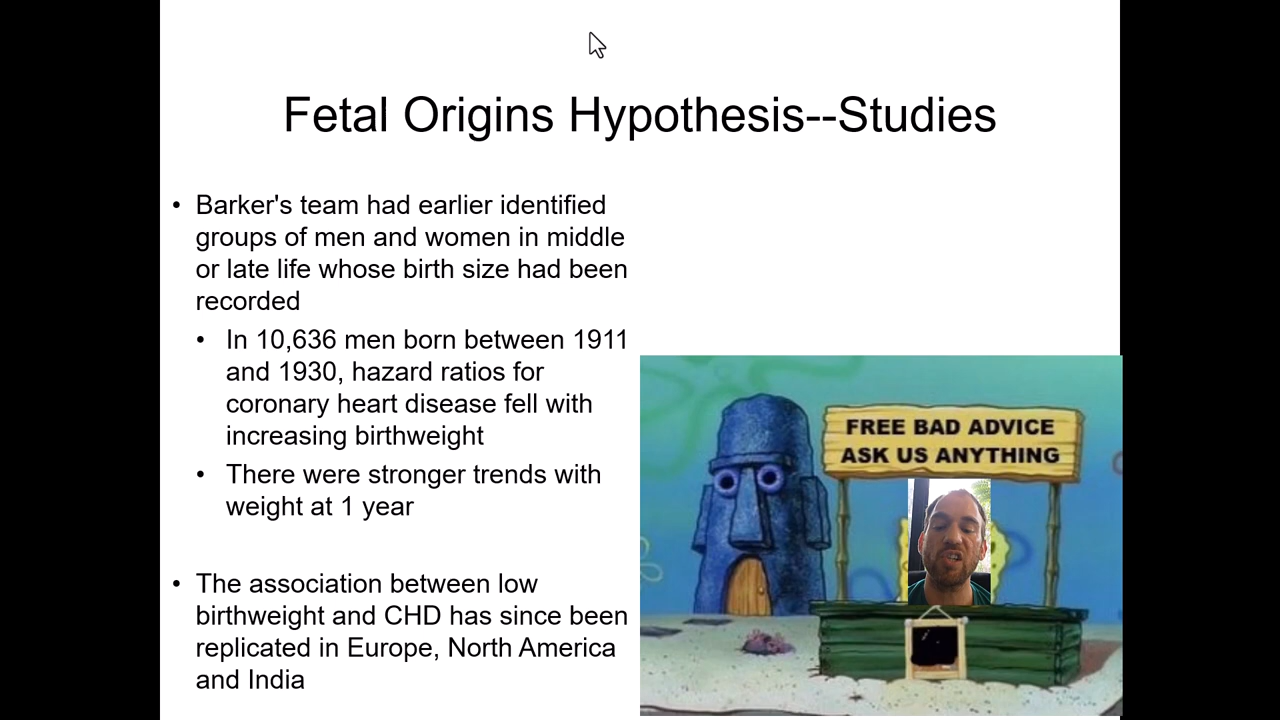 Fetal Origins Hypothesis--Studies
• Barker's team had earlier identified
groups of men and women in middle
or late life whose birth size had been
recorded
• In 10,636 men born between 1911
and 1930, hazard ratios for
coronary heart disease fell with
increasing birthweight
• There were stronger trends with
weight at 1 year
• The association between low
birthweight and CHD has since been
replicated in Europe, North America
and India
FREE BAD ADVICE
ASK US ANYTHING